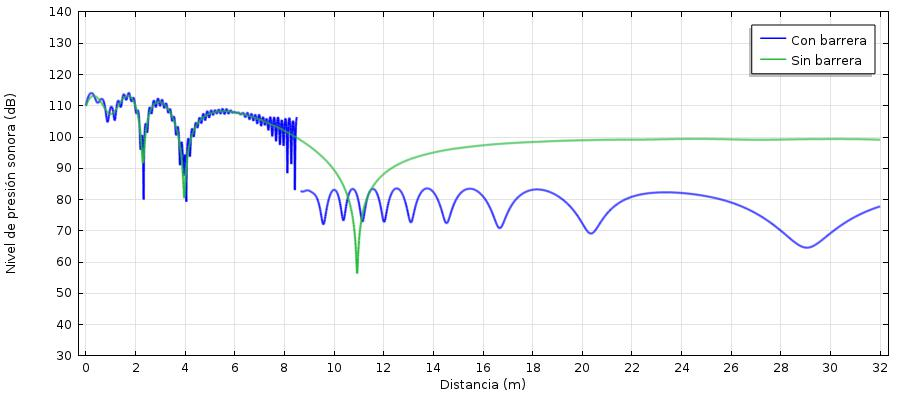 140
130
120
110
100
90
80
70
60
50
40
30
Nivel de presión sonora (dB)
Con barrera
Sin barrera
0 2 4 6 8 10 12 14 16 18 20 22 24 26 28 30 32
Distancia (m)